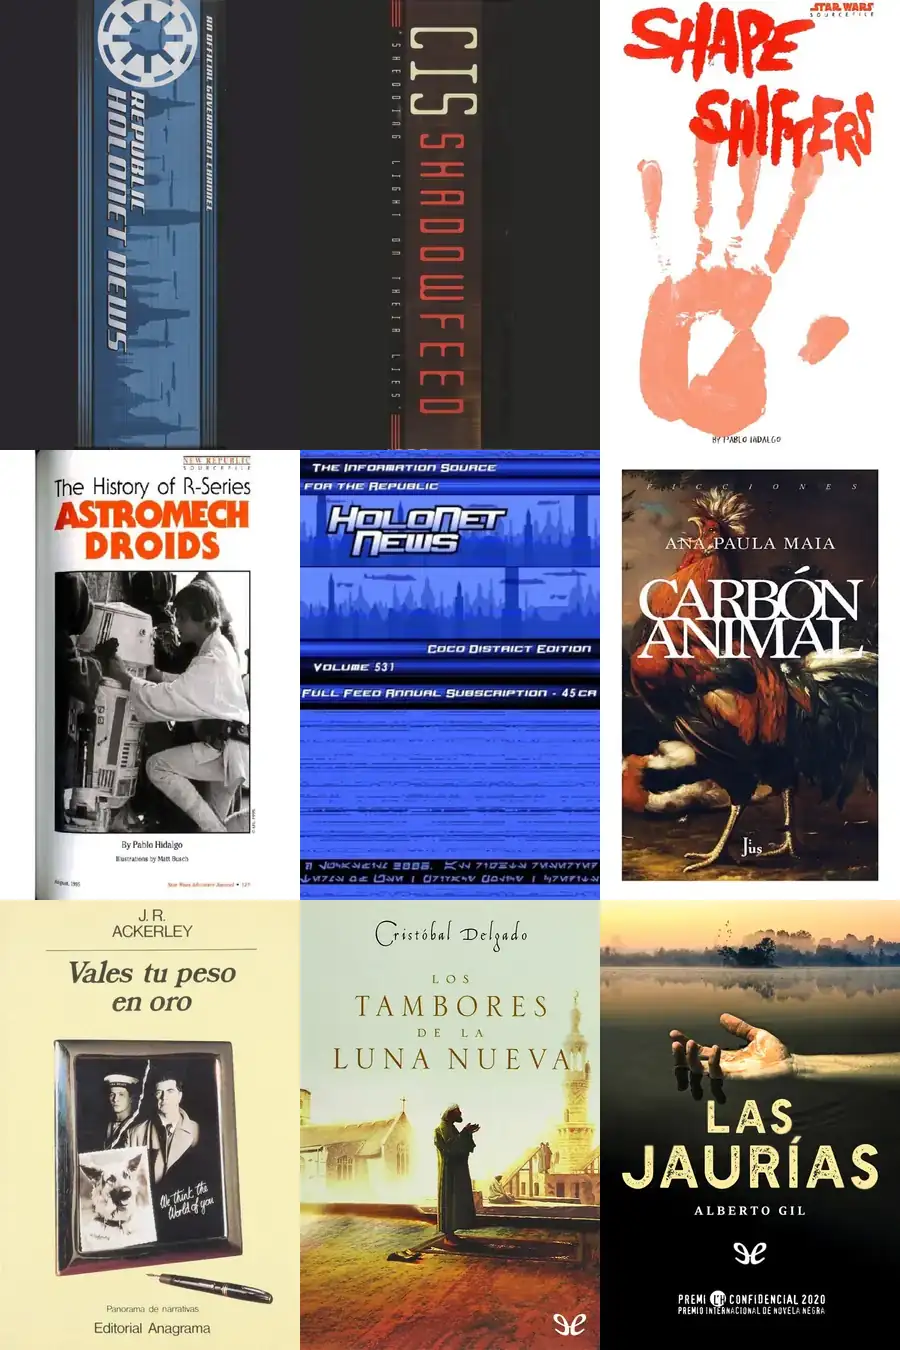 AN OFFICIAL GOVERNMENT CHANNEL
REPUBLIC
HOLONET NEWS
CIS SHADOWFEED
"SHEDDING LIGHT ON THEIR LIES"
STAR WARS
SOURCEFILE
SHAPE
SHIFTERS
BY PABLO HIDALGO
NEW REPUBLIC
SOURCEFILE
The History of R-Series
ASTROMECH
DROIDS
By Pablo Hidalgo
Illustrations by Matt Busch
Star Wars Adventure Journal
The Information Source
for the Republic
HoloNet
News
Coco District Edition
Volume 531
Full Feed Annual Subscription - 45 cr
FICCIONES
ANA PAULA MAIA
CARBÓN
ANIMAL
Jus
J. R.
ACKERLEY
Vales tu peso
en oro
We think the
World of you
Panorama de narrativas
Editorial Anagrama
Cristóbal Delgado
LOS
TAMBORES
DE LA
LUNA NUEVA
LAS
JAURÍAS
ALBERTO GIL
PREMI CONFIDENCIAL 2020
PREMIO INTERNACIONAL DE NOVELA NEGRA